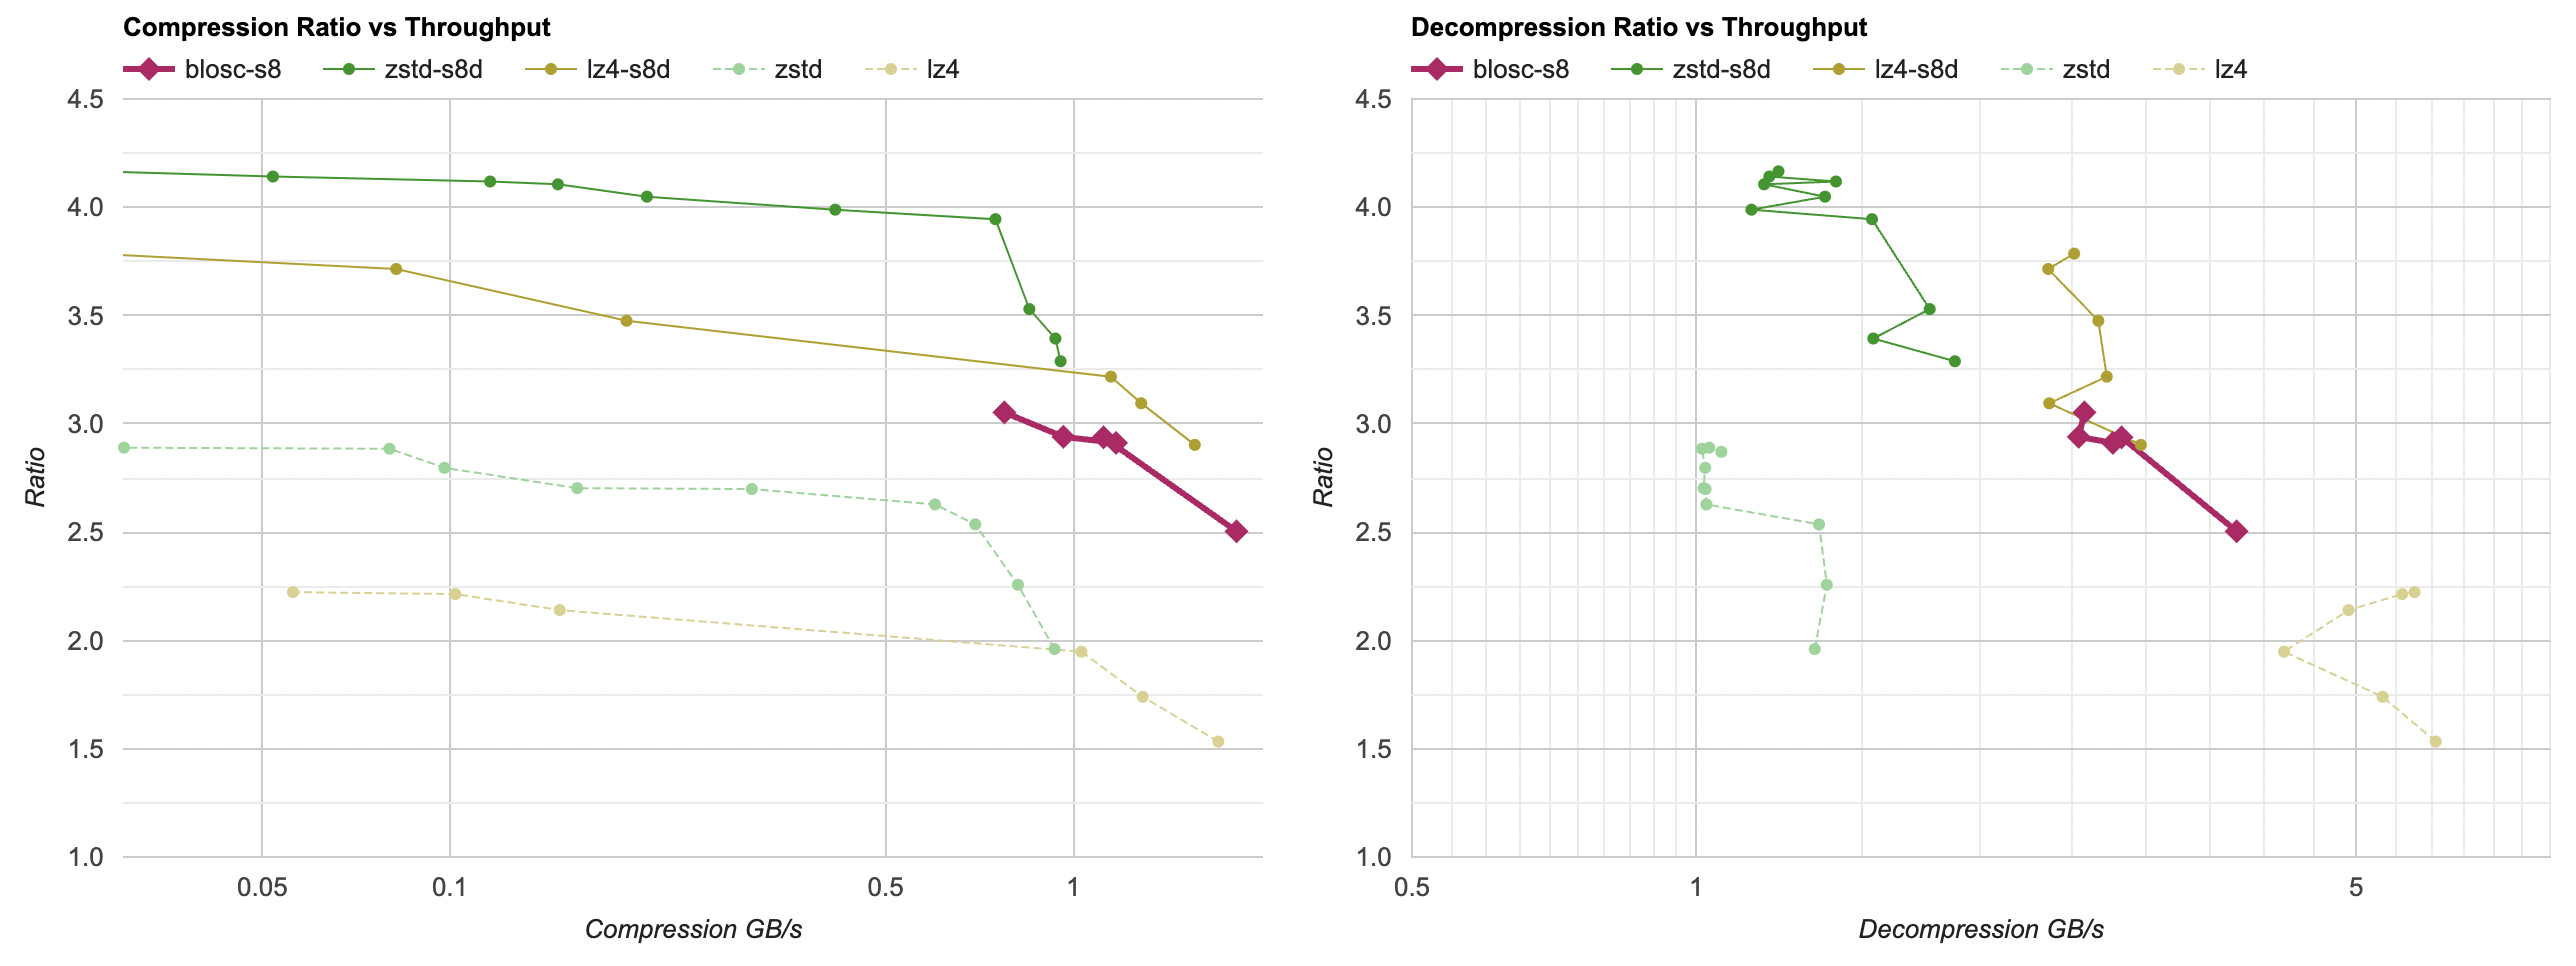 Compression Ratio vs Throughput
blosc-s8 zstd-s8d lz4-s8d zstd lz4
4.5
4.0
3.5
3.0
2.5
2.0
1.5
1.0
Ratio
0.05 0.1 0.5 1
Compression GB/s
Decompression Ratio vs Throughput
blosc-s8 zstd-s8d lz4-s8d zstd lz4
4.5
4.0
3.5
3.0
2.5
2.0
1.5
1.0
Ratio
0.5 1 5
Decompression GB/s